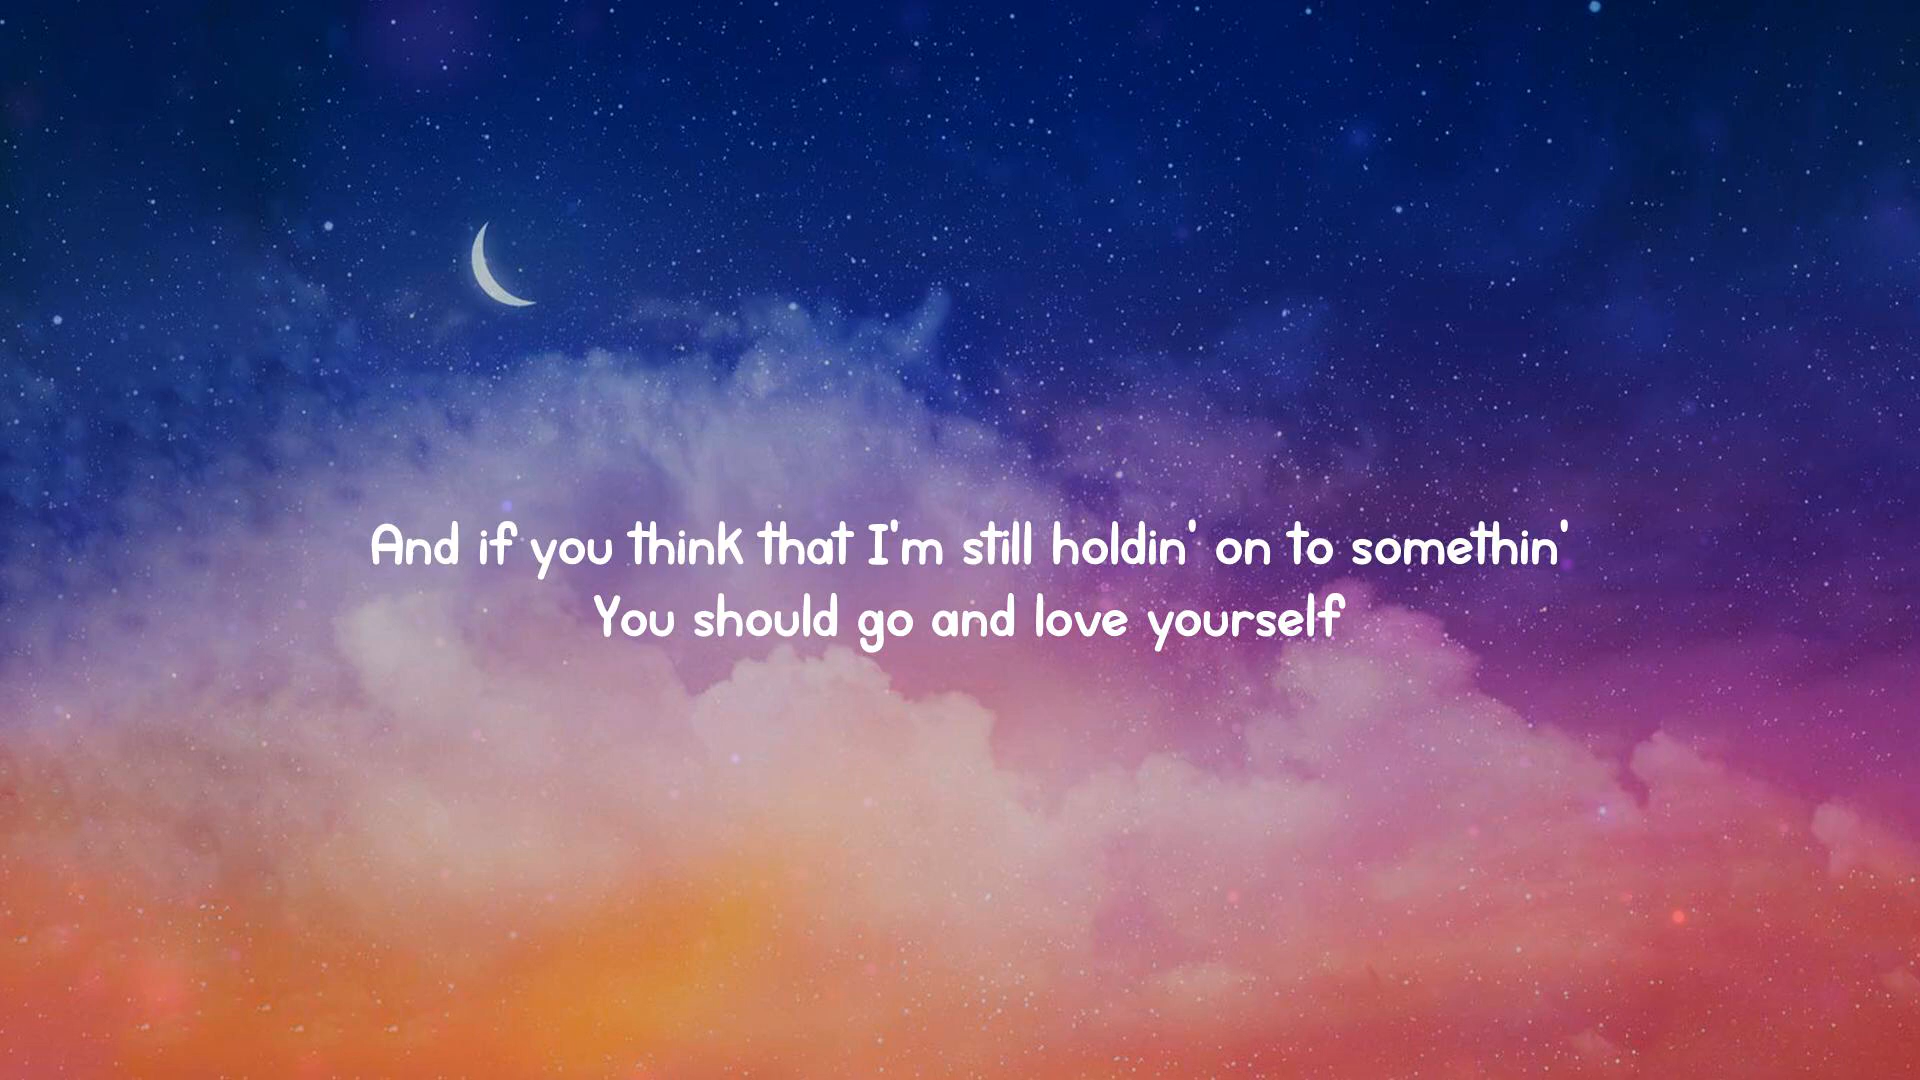 And if you think that I'm still holdin' on to somethin'
You should go and love yourself